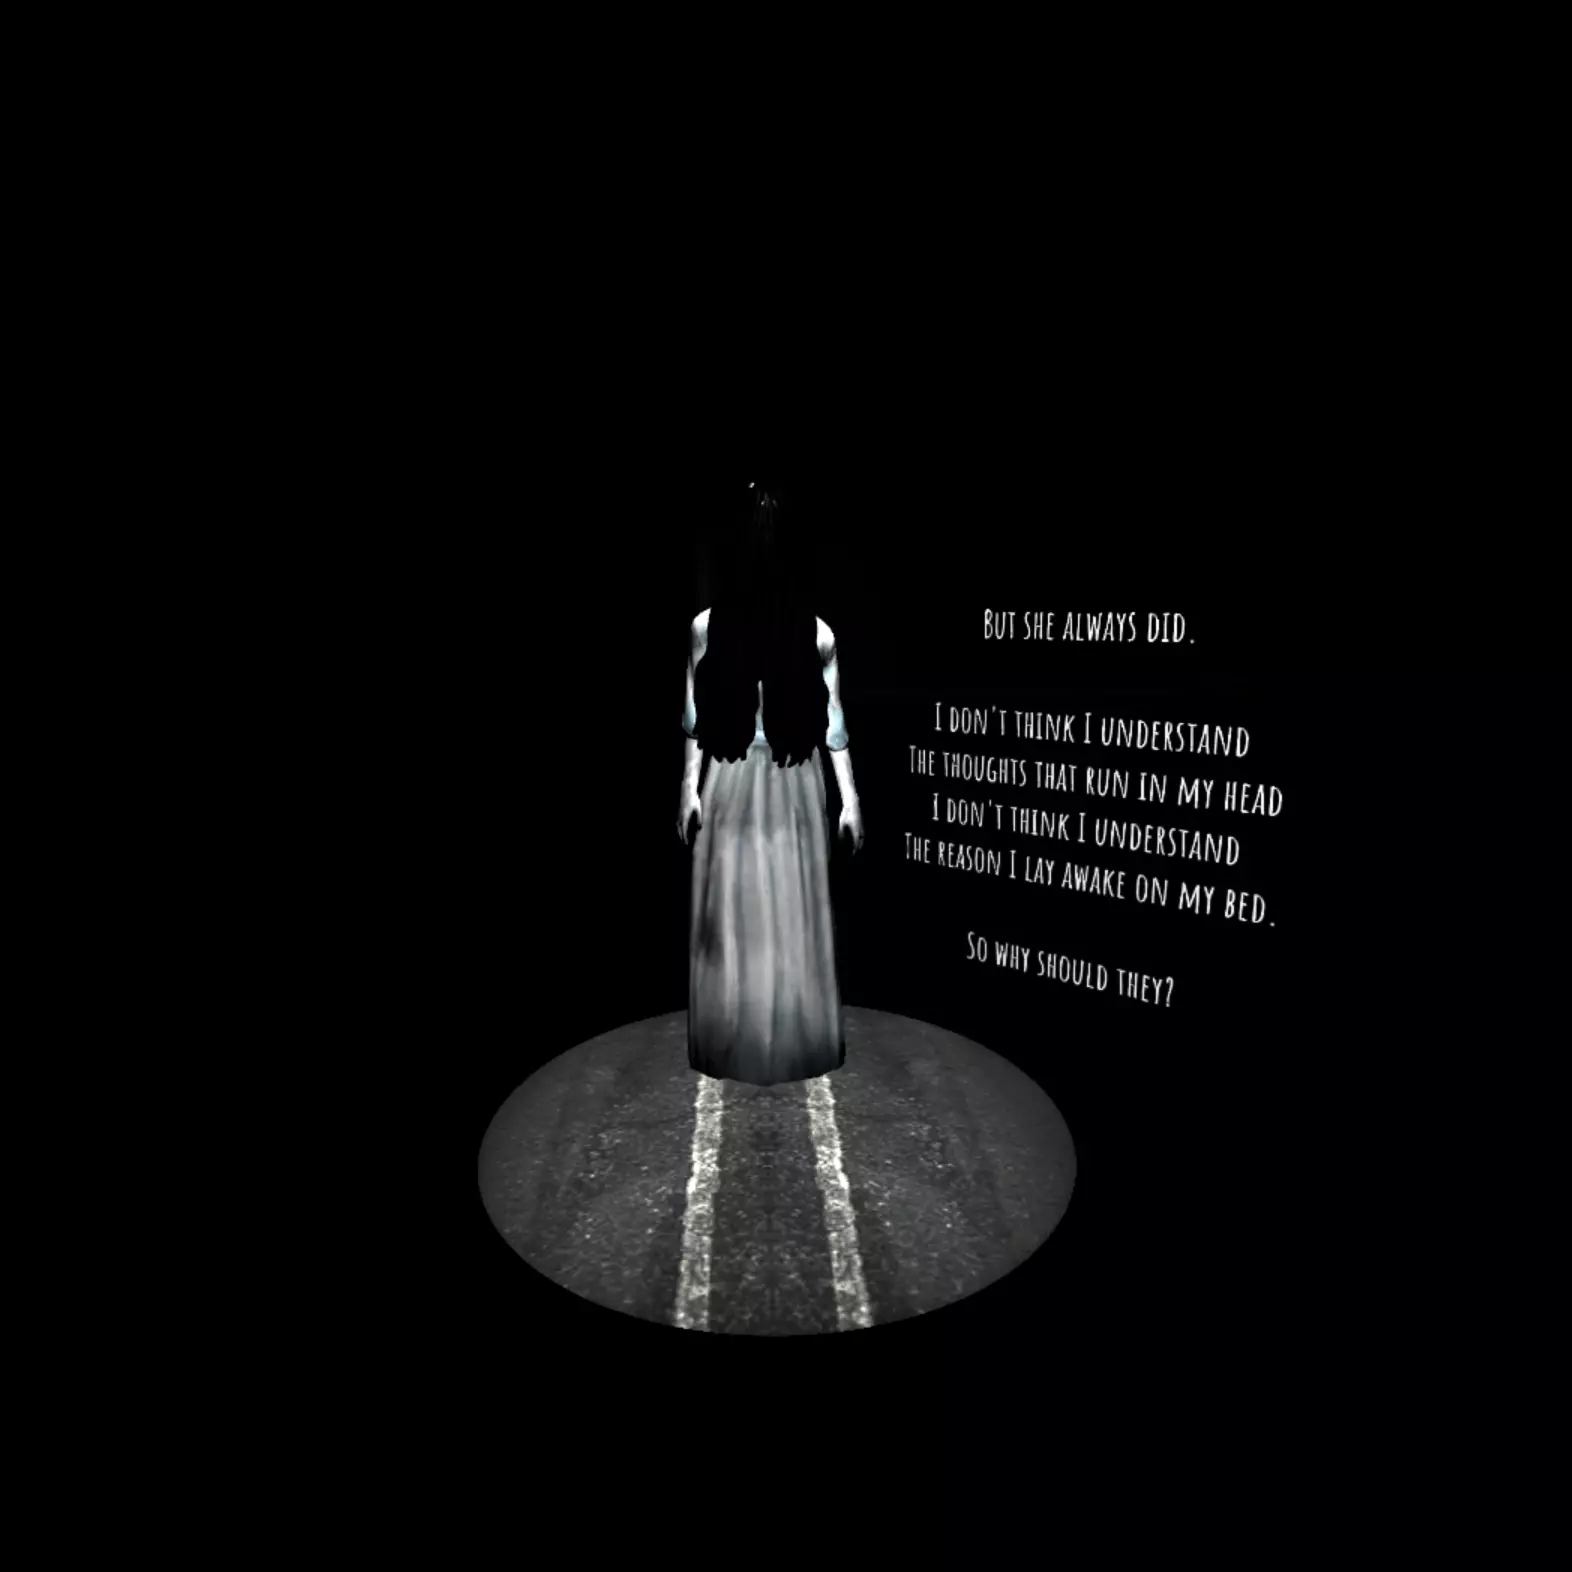 But she always did.
I don't think I understand
The thoughts that run in my head
I don't think I understand
The reason I lay awake on my bed.
So why should they?